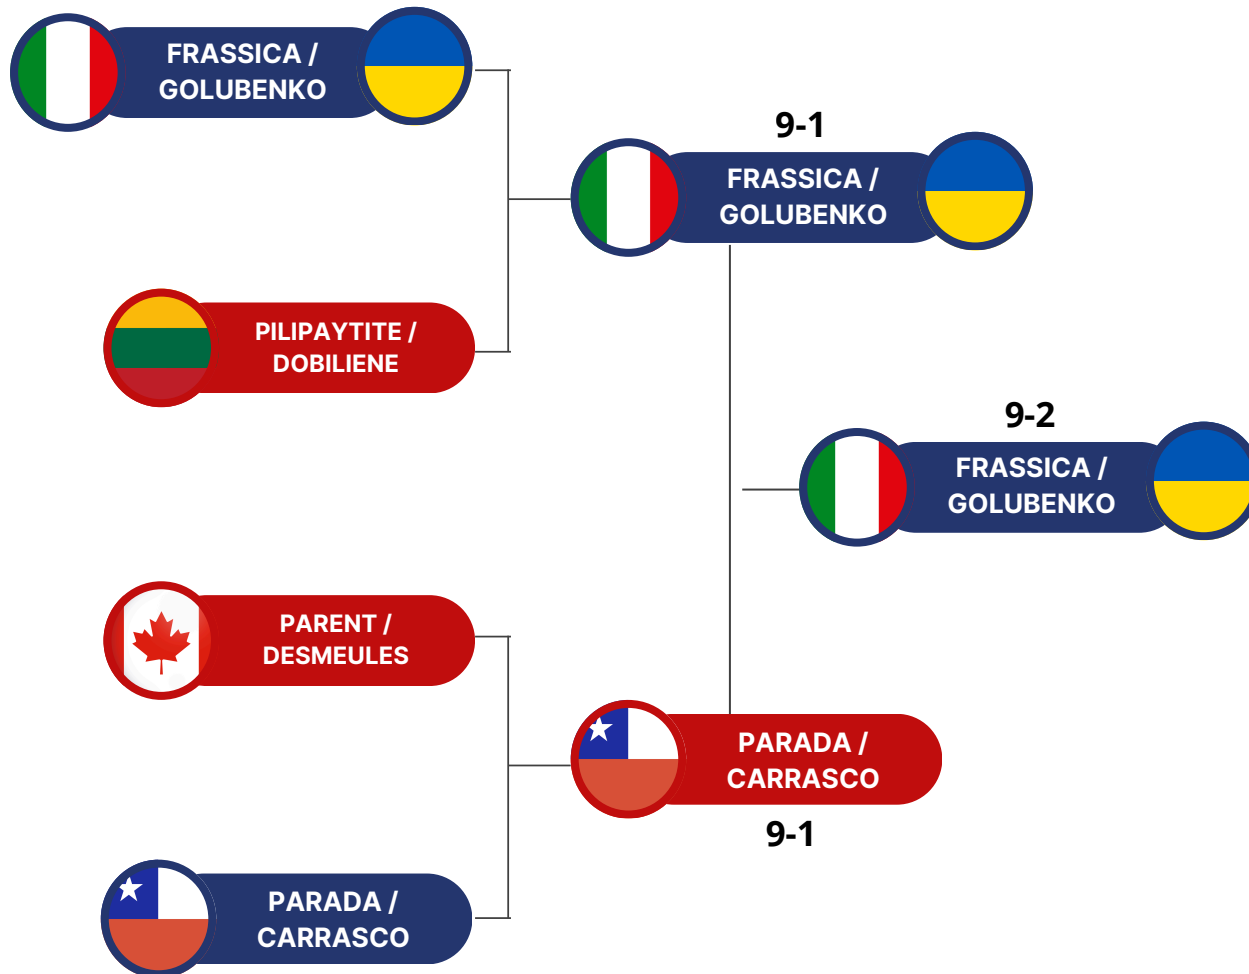 FRASSICA /
GOLUBENKO
9-1
FRASSICA /
GOLUBENKO
PILIPAYTITE /
DOBILIENE
9-2
FRASSICA /
GOLUBENKO
PARENT /
DESMEULES
PARADA /
CARRASCO
9-1
PARADA /
CARRASCO